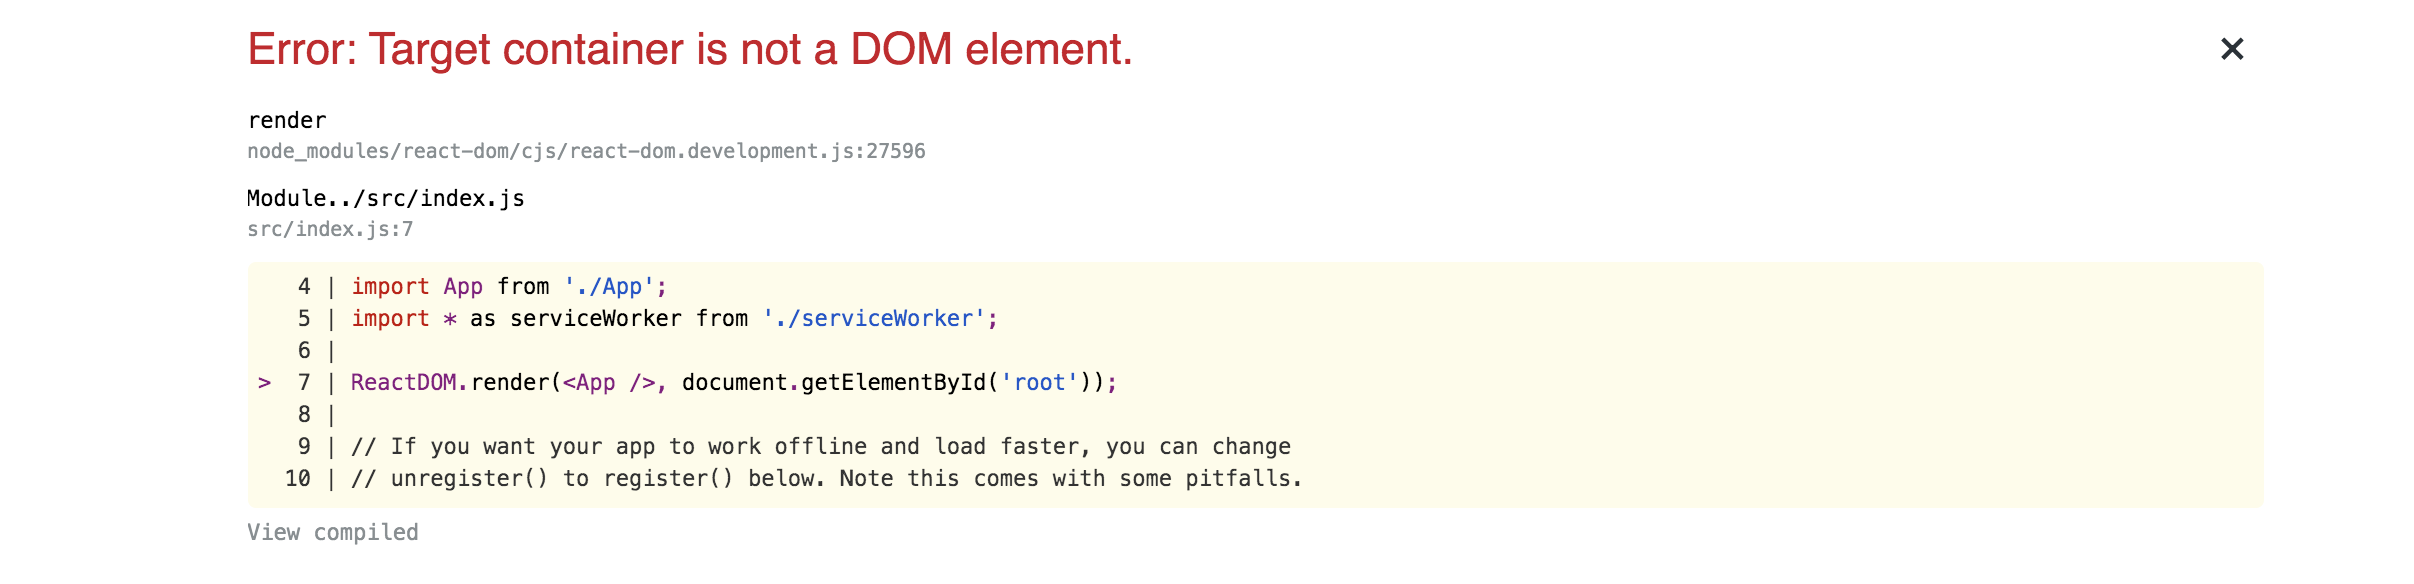 Error: Target container is not a DOM element.
×
render
node_modules/react-dom/cjs/react-dom.development.js:27596
Module../src/index.js
src/index.js:7
4 | import App from './App';
5 | import * as serviceWorker from './serviceWorker';
6 |
> 7 | ReactDOM.render(<App />, document.getElementById('root'));
8 |
9 | // If you want your app to work offline and load faster, you can change
10 | // unregister() to register() below. Note this comes with some pitfalls.
View compiled